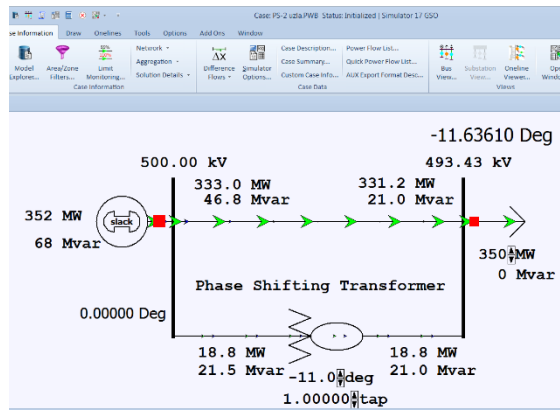 Case: PS-2 uzla.PWB Status: Initialized | Simulator 17 GSO
se Information Draw Onelines Tools Options Add Ons Window
Model Explorer...
Area/Zone Filters...
Limit Monitoring...
Network
Aggregation
Solution Details
Case Information
ΔX
Difference Flows
Simulator Options...
Case Description...
Case Summary...
Custom Case Info...
Power Flow List...
Quick Power Flow List...
AUX Export Format Desc...
Case Data
Bus View...
Substation View...
Oneline Viewer...
Views
-11.63610 Deg
500.00 kV
493.43 kV
333.0 MW
46.8 Mvar
331.2 MW
21.0 Mvar
352 MW
68 Mvar
slack
350 MW
0 Mvar
Phase Shifting Transformer
0.00000 Deg
18.8 MW
21.5 Mvar
18.8 MW
21.0 Mvar
-11.0 deg
1.00000 tap